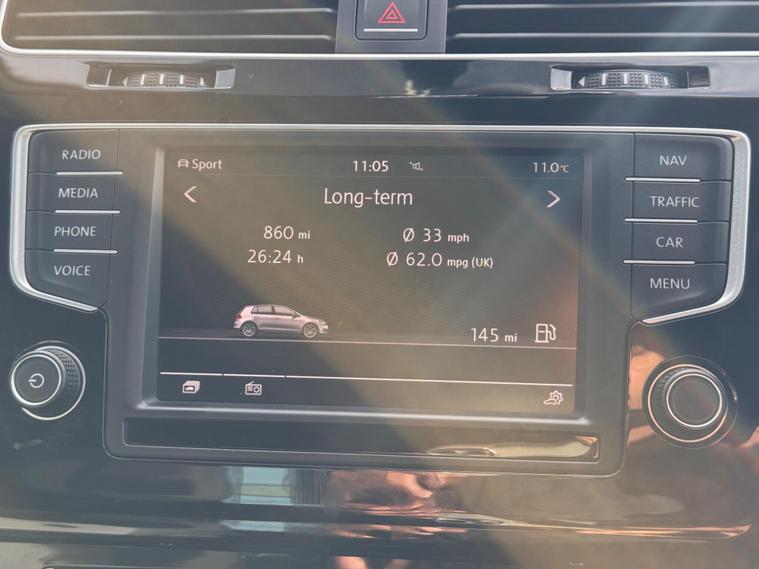 RADIO
MEDIA
PHONE
VOICE
Sport
11:05
11.0°C
Long-term
860 mi
Ø 33 mph
26:24 h
Ø 62.0 mpg (UK)
145 mi
NAV
TRAFFIC
CAR
MENU